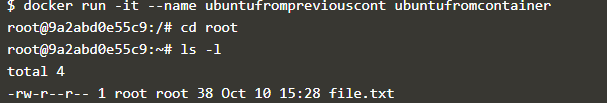 $ docker run -it --name ubuntufrompreviouscont ubuntufromcontainer
root@9a2abd0e55c9:/# cd root
root@9a2abd0e55c9:~# ls -l
total 4
-rw-r--r-- 1 root root 38 Oct 10 15:28 file.txt